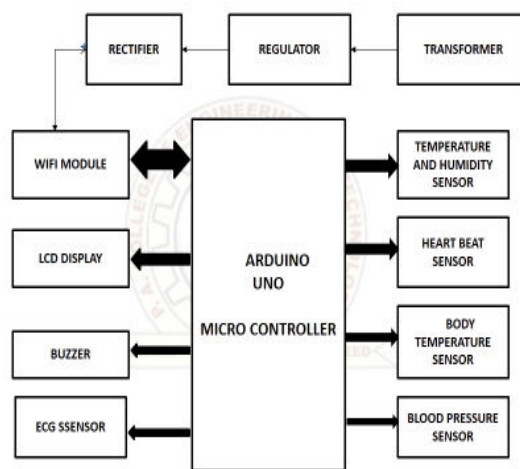 RECTIFIER
REGULATOR
TRANSFORMER
WIFI MODULE
TEMPERATURE
AND HUMIDITY
SENSOR
LCD DISPLAY
ARDUINO
UNO
MICRO CONTROLLER
HEART BEAT
SENSOR
BUZZER
BODY
TEMPERATURE
SENSOR
ECG SSENSOR
BLOOD PRESSURE
SENSOR